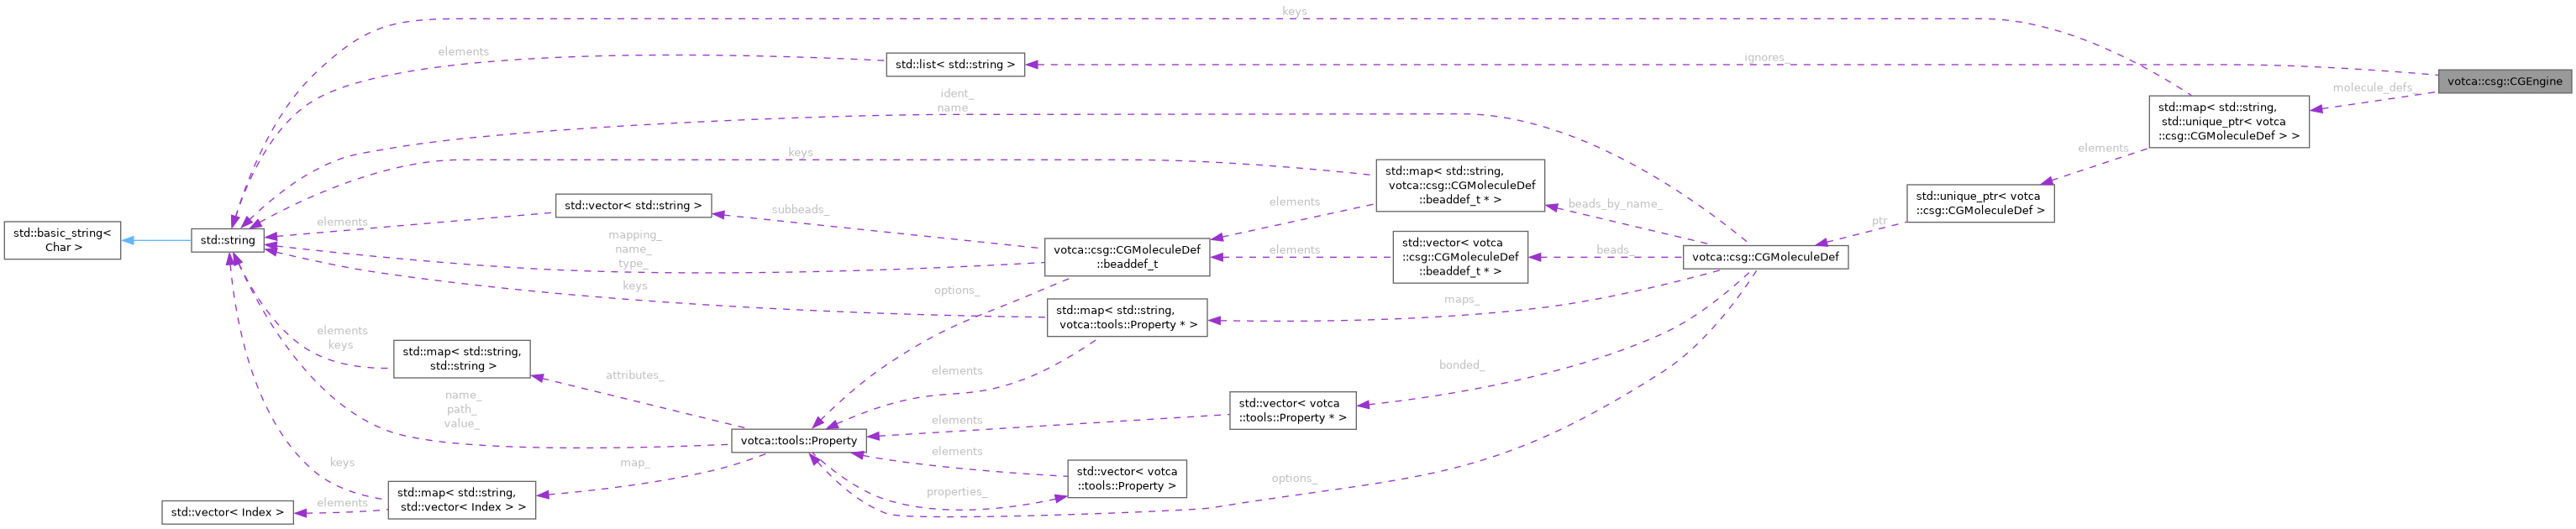 keys
elements
std::list< std::string >
ignores_
votca::csg::CGEngine
molecule_defs_
ident_
name_
std::map< std::string,
std::unique_ptr< votca
::csg::CGMoleculeDef > >
keys
elements
std::map< std::string,
votca::csg::CGMoleculeDef
::beaddef_t * >
std::unique_ptr< votca
::csg::CGMoleculeDef >
std::vector< std::string >
subbeads_
elements
beads_by_name_
ptr
elements
std::basic_string<
Char >
std::string
mapping_
name_
type_
votca::csg::CGMoleculeDef
::beaddef_t
elements
std::vector< votca
::csg::CGMoleculeDef
::beaddef_t * >
beads_
votca::csg::CGMoleculeDef
keys
options_
maps_
std::map< std::string,
votca::tools::Property * >
elements
keys
std::map< std::string,
std::string >
attributes_
elements
bonded_
name_
path_
value_
std::vector< votca
::tools::Property * >
elements
votca::tools::Property
elements
keys
map_
std::vector< votca
::tools::Property >
options_
properties_
std::map< std::string,
std::vector< Index > >
elements
std::vector< Index >